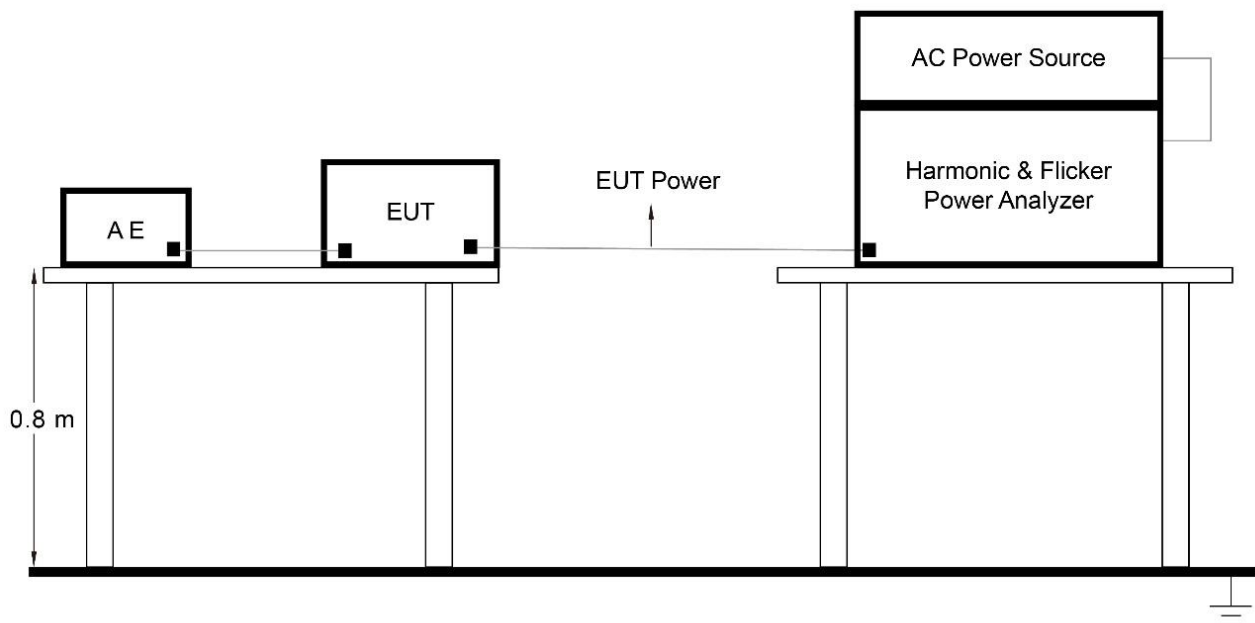 AC Power Source
Harmonic & Flicker
Power Analyzer
EUT Power
EUT
A E
0.8 m